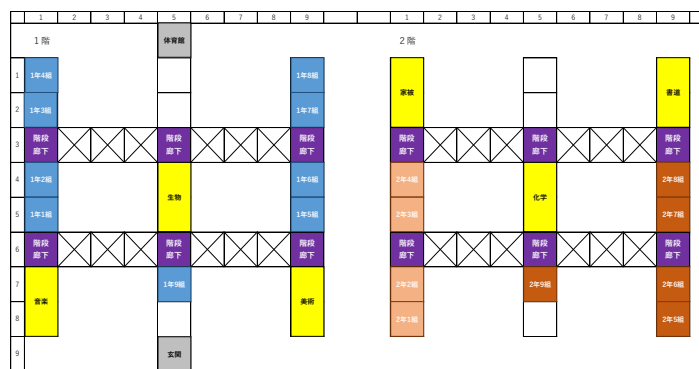 1 2 3 4 5 6 7 8 9 1 2 3 4 5 6 7 8 9
1階 体育館 2階
1 1年4組 1年8組 家被 書道
2 1年3組 1年7組
3 階段 階段 階段 階段 階段 階段
廊下 廊下 廊下 廊下 廊下 廊下
4 1年2組 1年6組 2年4組 2年8組
生物 化学
5 1年1組 1年5組 2年3組 2年7組
6 階段 階段 階段 階段 階段 階段
廊下 廊下 廊下 廊下 廊下 廊下
7 1年9組 2年2組 2年9組 2年6組
音楽 美術
8 2年1組 2年5組
9 玄関